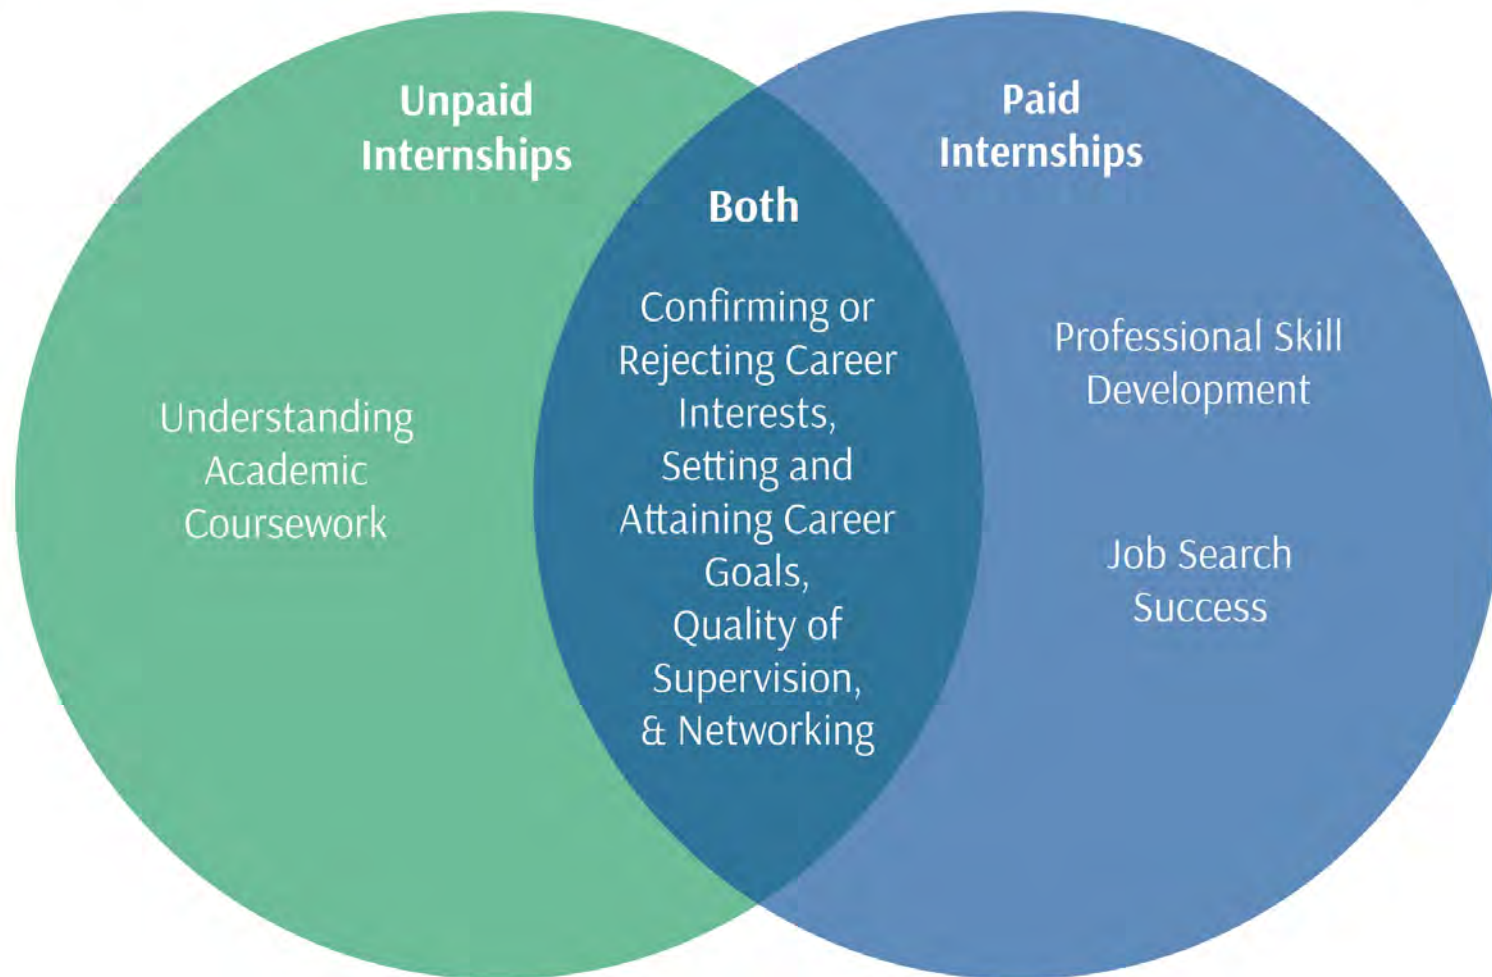 Unpaid
Internships
Understanding
Academic
Coursework
Both
Confirming or
Rejecting Career
Interests,
Setting and
Attaining Career
Goals,
Quality of
Supervision,
& Networking
Paid
Internships
Professional Skill
Development
Job Search
Success